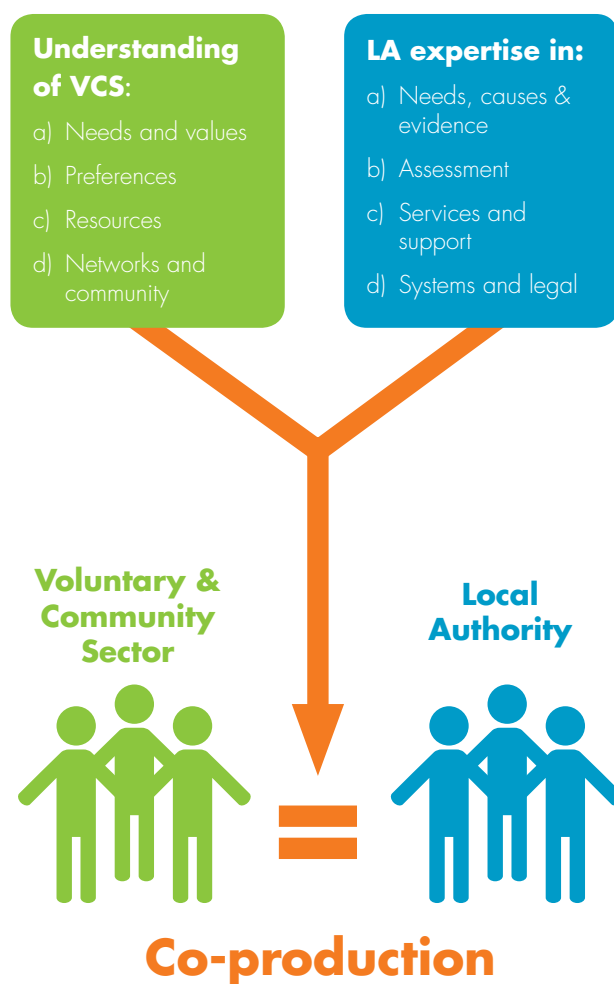 Understanding
of VCS:
a) Needs and values
b) Preferences
c) Resources
d) Networks and
community
LA expertise in:
a) Needs, causes &
evidence
b) Assessment
c) Services and
support
d) Systems and legal
Voluntary &
Community
Sector
Local
Authority
=
Co-production